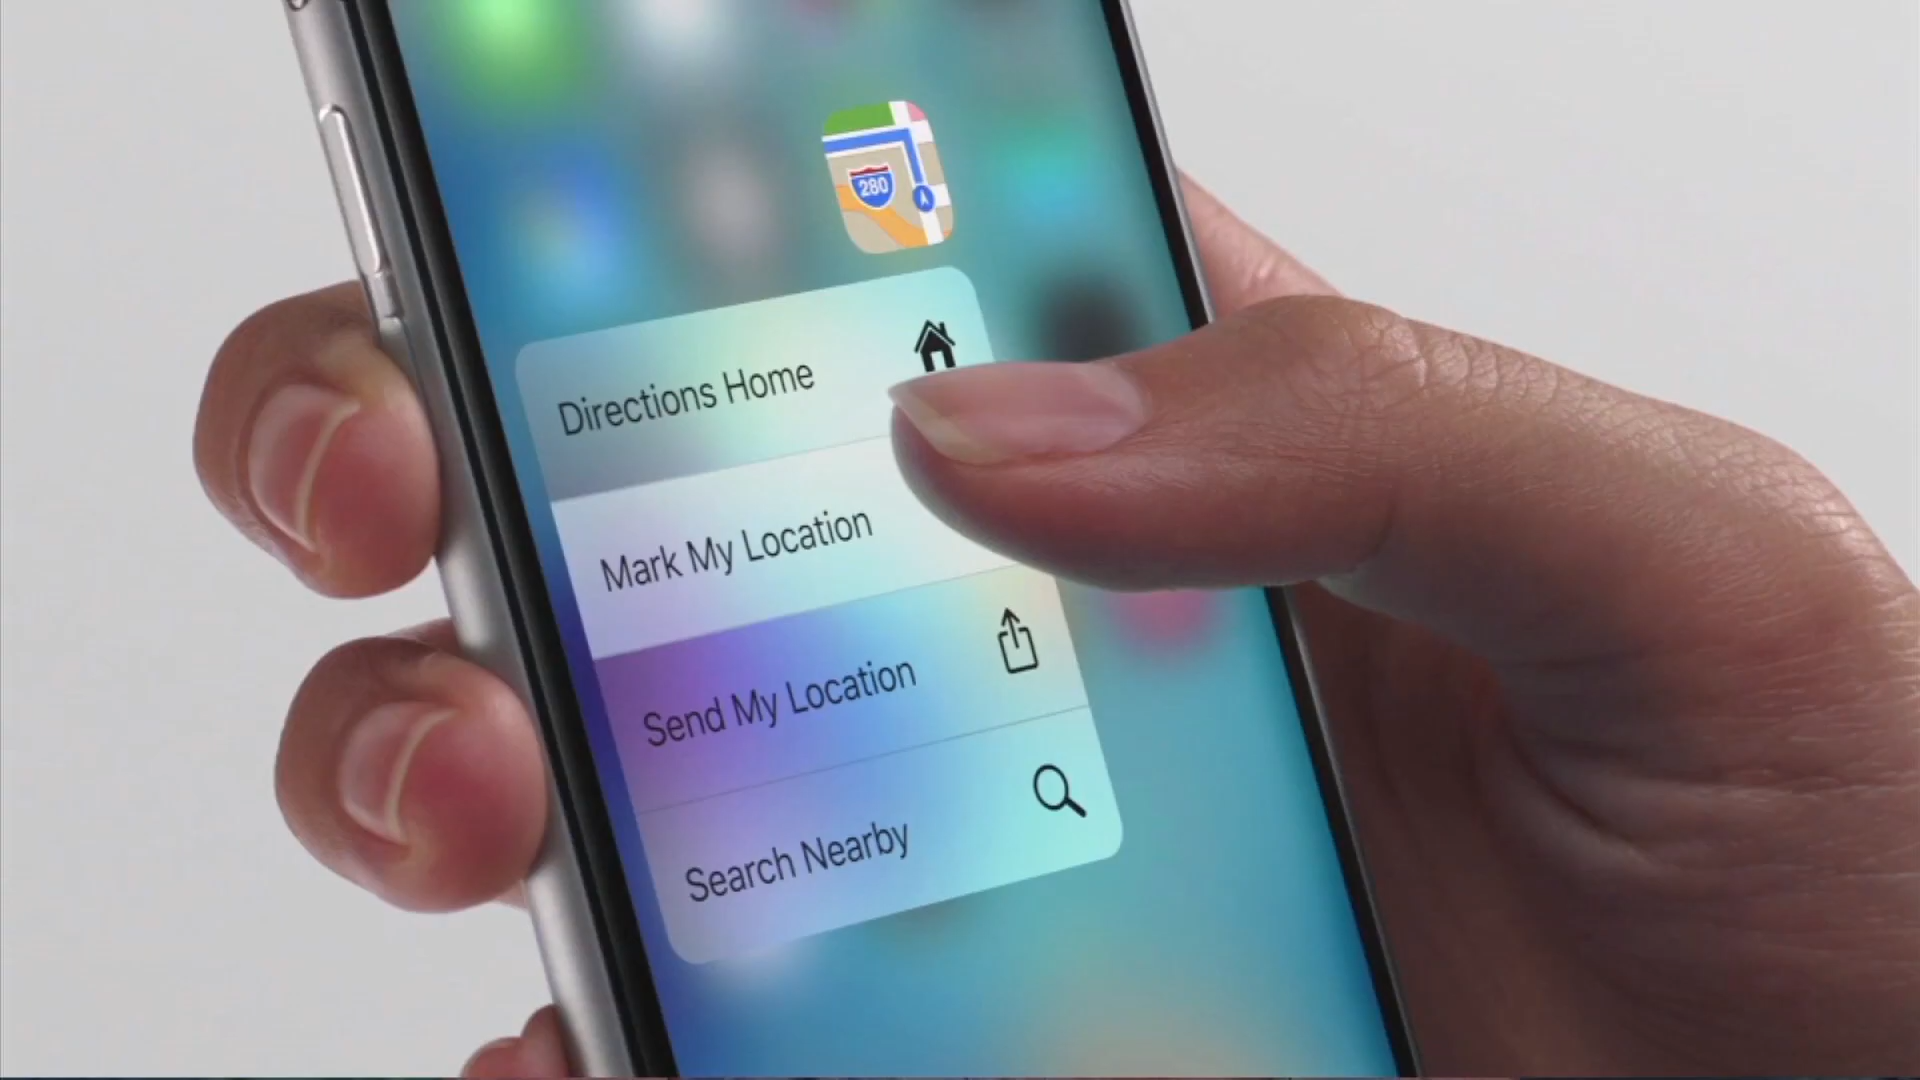 280
Directions Home
Mark My Location
Send My Location
Search Nearby